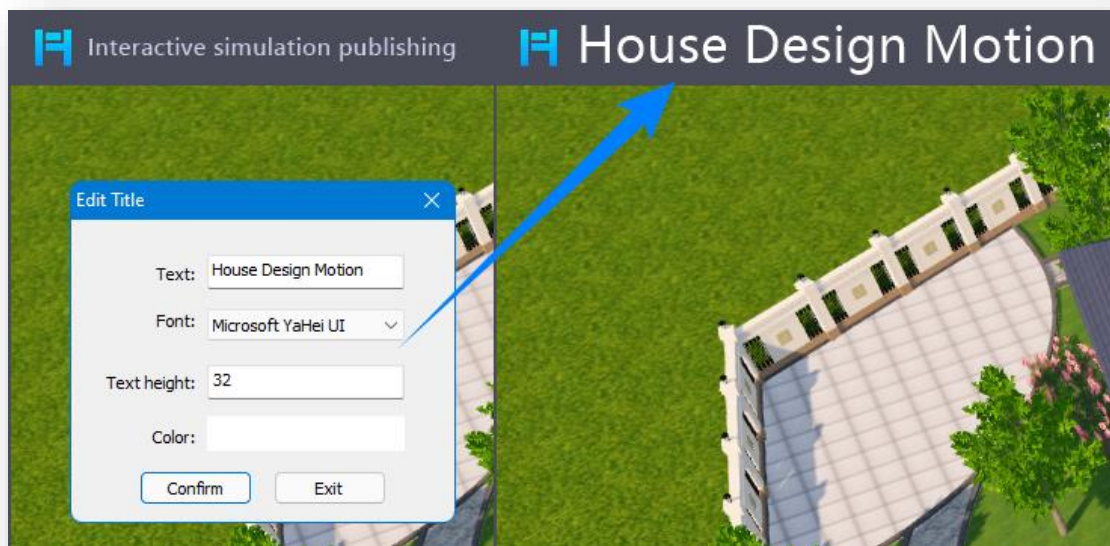 Interactive simulation publishing
House Design Motion
Edit Title
Text: House Design Motion
Font: Microsoft YaHei UI
Text height: 32
Color:
Confirm Exit